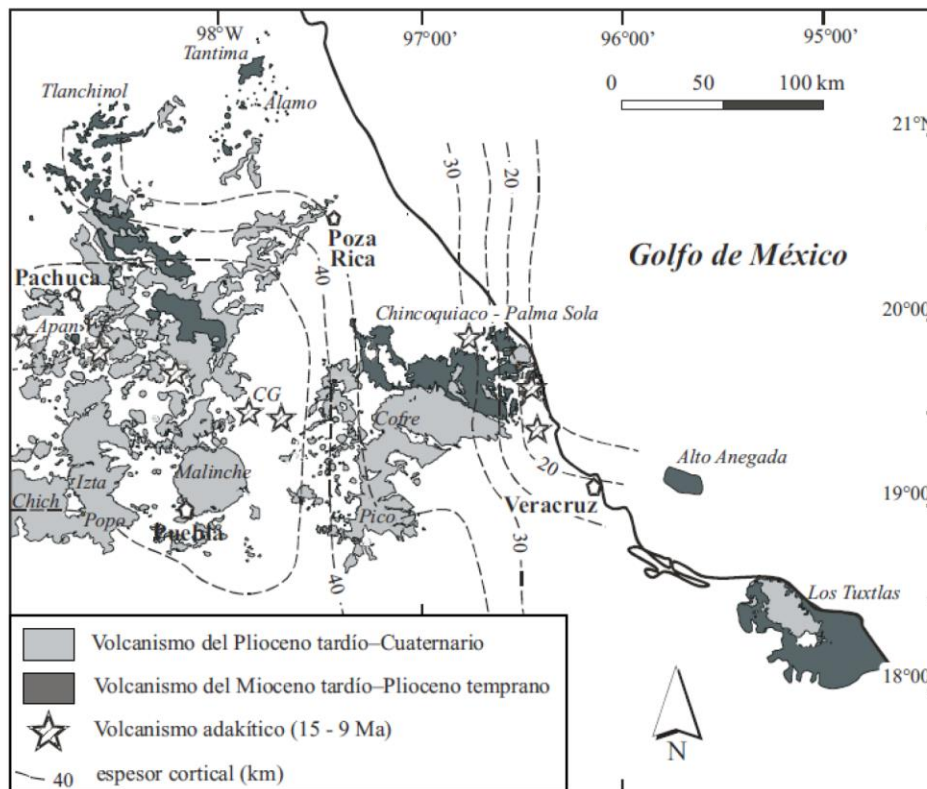 98°W
97°00'
96°00'
95°00'
Tantima
Tlanchinol
Álamo
0 50 100 km
21°N
30
20
Poza
Rica
Golfo de México
Pachuca
40
20°00'
Chincoquiaco - Palma Sola
Apan
CG
Cofre
Alto Anegada
20
Malinche
Izta
Chich
19°00'
Veracruz
Popo
Puebla
Pico
30
40
Los Tuxtlas
Volcanismo del Plioceno tardío–Cuaternario
18°00'
Volcanismo del Mioceno tardío–Plioceno temprano
Volcanismo adakítico (15 - 9 Ma)
N
40 espesor cortical (km)